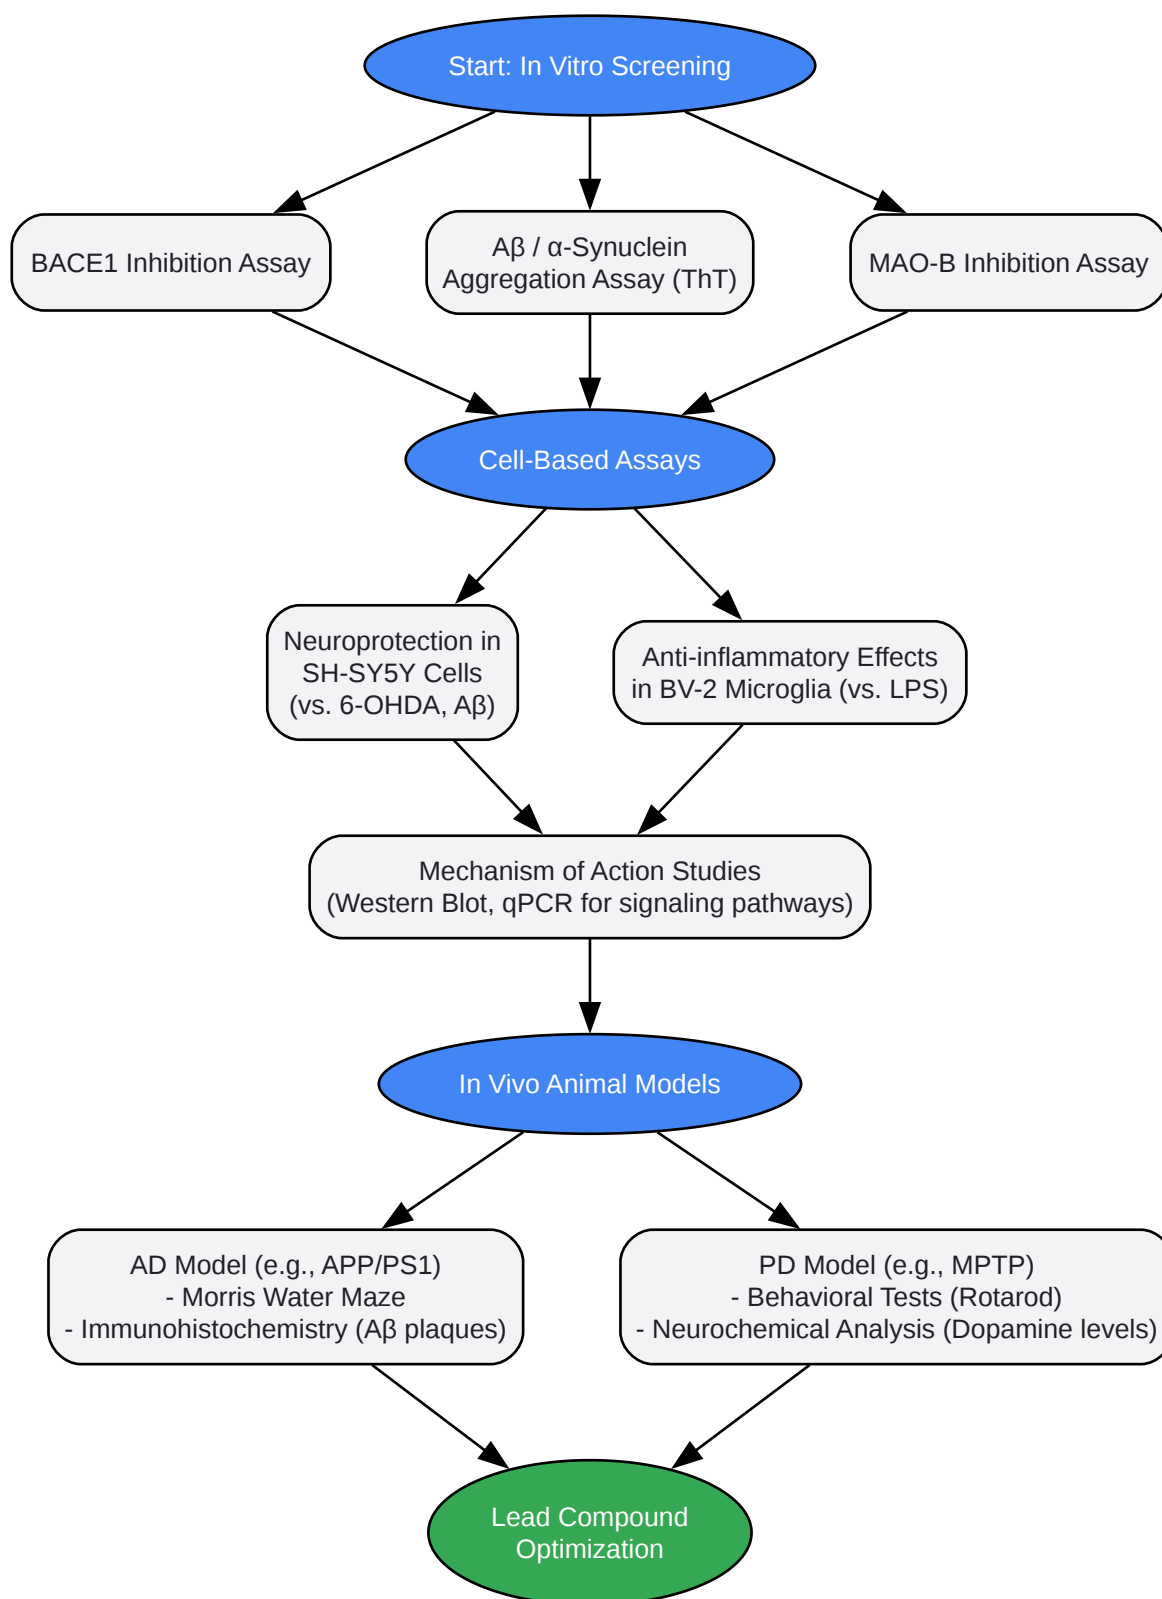 Start: In Vitro Screening
BACE1 Inhibition Assay
Aβ / α-Synuclein
Aggregation Assay (ThT)
MAO-B Inhibition Assay
Cell-Based Assays
Neuroprotection in
SH-SY5Y Cells
(vs. 6-OHDA, Aβ)
Anti-inflammatory Effects
in BV-2 Microglia (vs. LPS)
Mechanism of Action Studies
(Western Blot, qPCR for signaling pathways)
In Vivo Animal Models
AD Model (e.g., APP/PS1)
- Morris Water Maze
- Immunohistochemistry (Aβ plaques)
PD Model (e.g., MPTP)
- Behavioral Tests (Rotarod)
- Neurochemical Analysis (Dopamine levels)
Lead Compound
Optimization